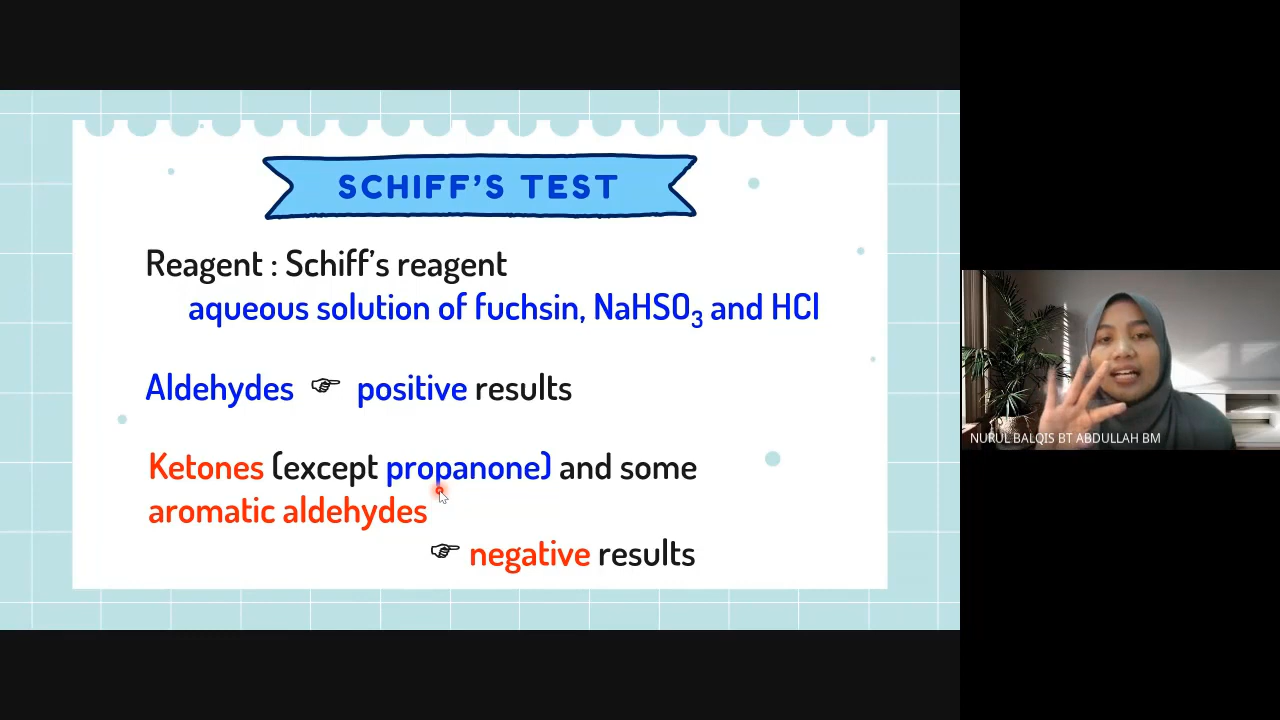 SCHIFF'S TEST
Reagent : Schiff's reagent
aqueous solution of fuchsin, NaHSO₃ and HCl
Aldehydes ☞ positive results
Ketones (except propanone) and some
aromatic aldehydes
☞ negative results
NURUL BALQIS BT ABDULLAH BM